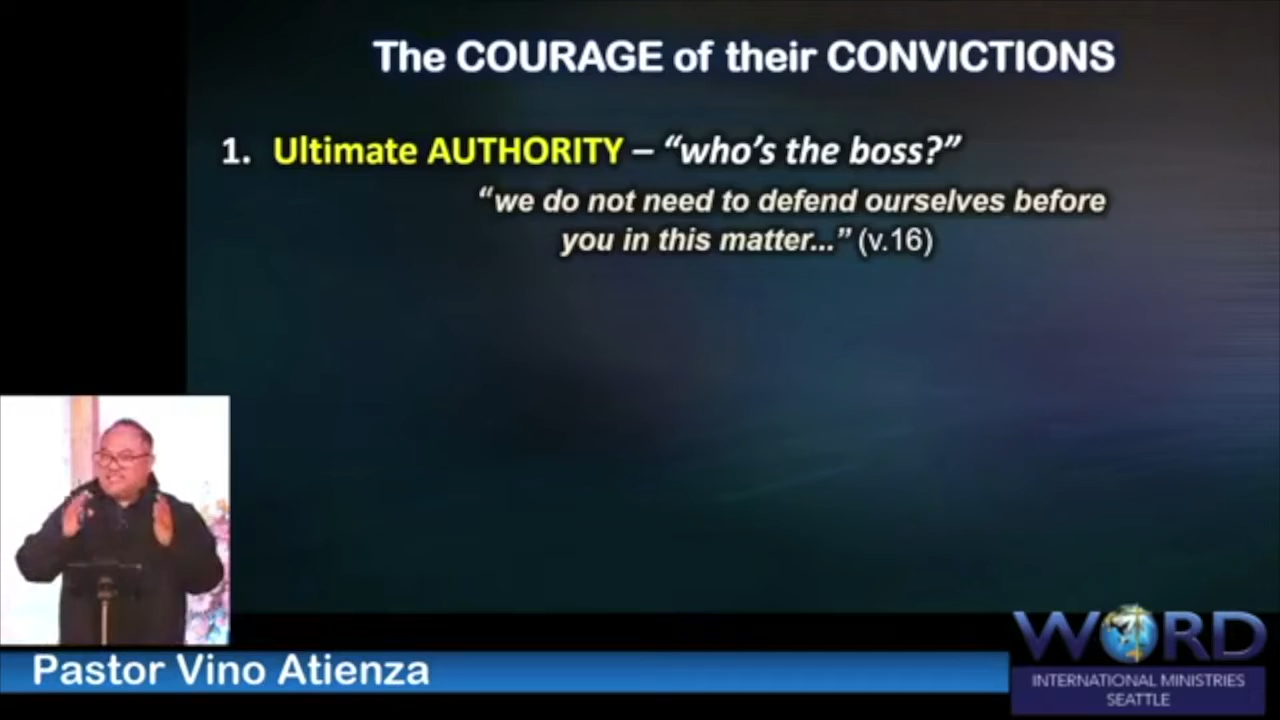 The COURAGE of their CONVICTIONS
1. Ultimate AUTHORITY – “who’s the boss?”
“we do not need to defend ourselves before
you in this matter...” (v.16)
Pastor Vino Atienza
WORD
INTERNATIONAL MINISTRIES
SEATTLE